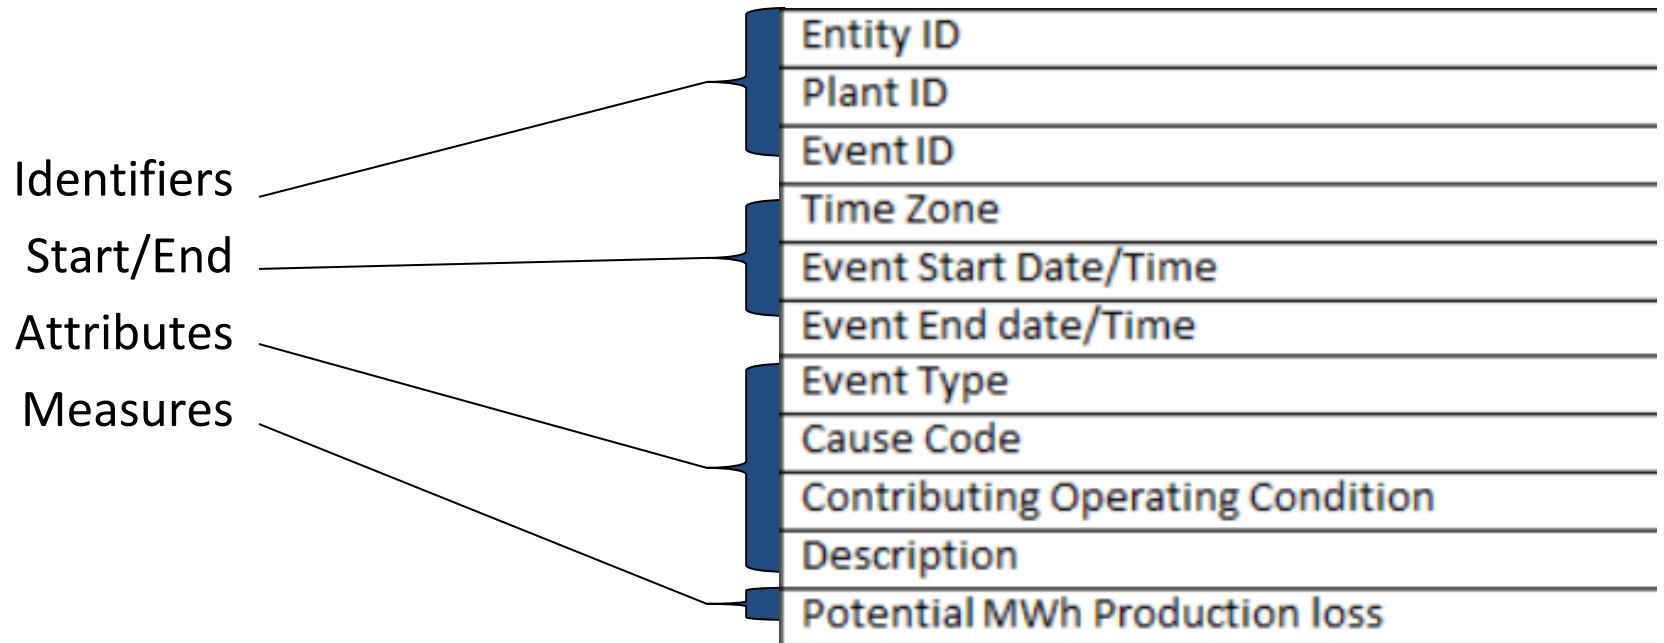 Identifiers
Start/End
Attributes
Measures
Entity ID
Plant ID
Event ID
Time Zone
Event Start Date/Time
Event End date/Time
Event Type
Cause Code
Contributing Operating Condition
Description
Potential MWh Production loss